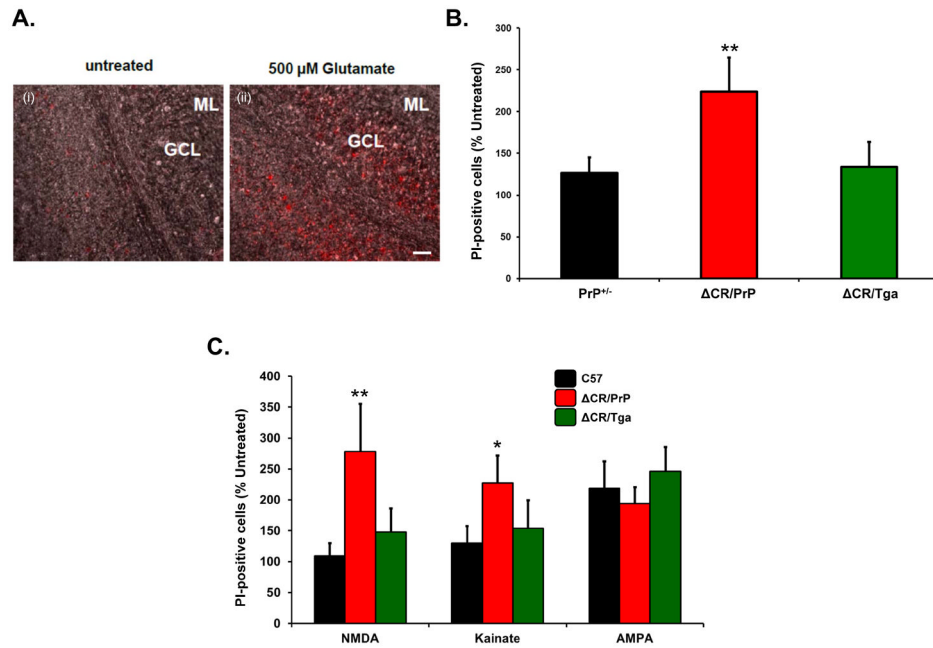 A.
untreated
500 µM Glutamate
(i)
ML
GCL
(ii)
ML
GCL
B.
PI-positive cells (% Untreated)
300
250
200
150
100
50
0
**
PrP+/-
ΔCR/PrP
ΔCR/Tga
C.
PI-positive cells (% Untreated)
400
350
300
250
200
150
100
50
0
**
*
C57
ΔCR/PrP
ΔCR/Tga
NMDA
Kainate
AMPA